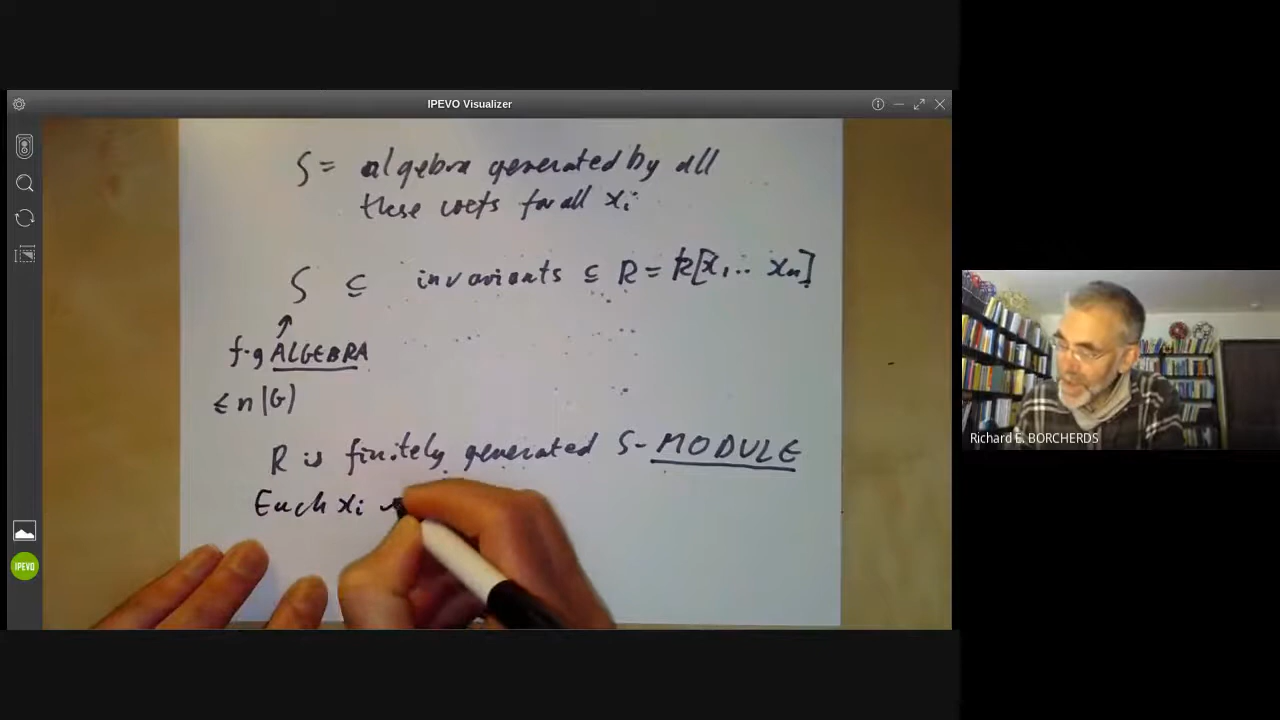 IPEVO Visualizer
S = algebra generated by all
these coefts for all xᵢ
S ⊆ invariants ⊆ R = k[x₁ .. xₙ]
↑
f.g ALGEBRA
≤ n |G|
R is finitely generated S-MODULE
Each xᵢ
Richard E. BORCHERDS
IPEVO